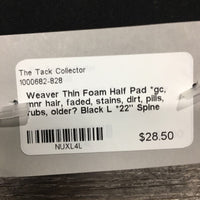 The Tack Collector
1000682-828
Weaver Thin Foam Half Pad *gc,
mnr hair, faded, stains, dirt, pills,
rubs, older? Black L *22" Spine
$28.50
NUXL4L